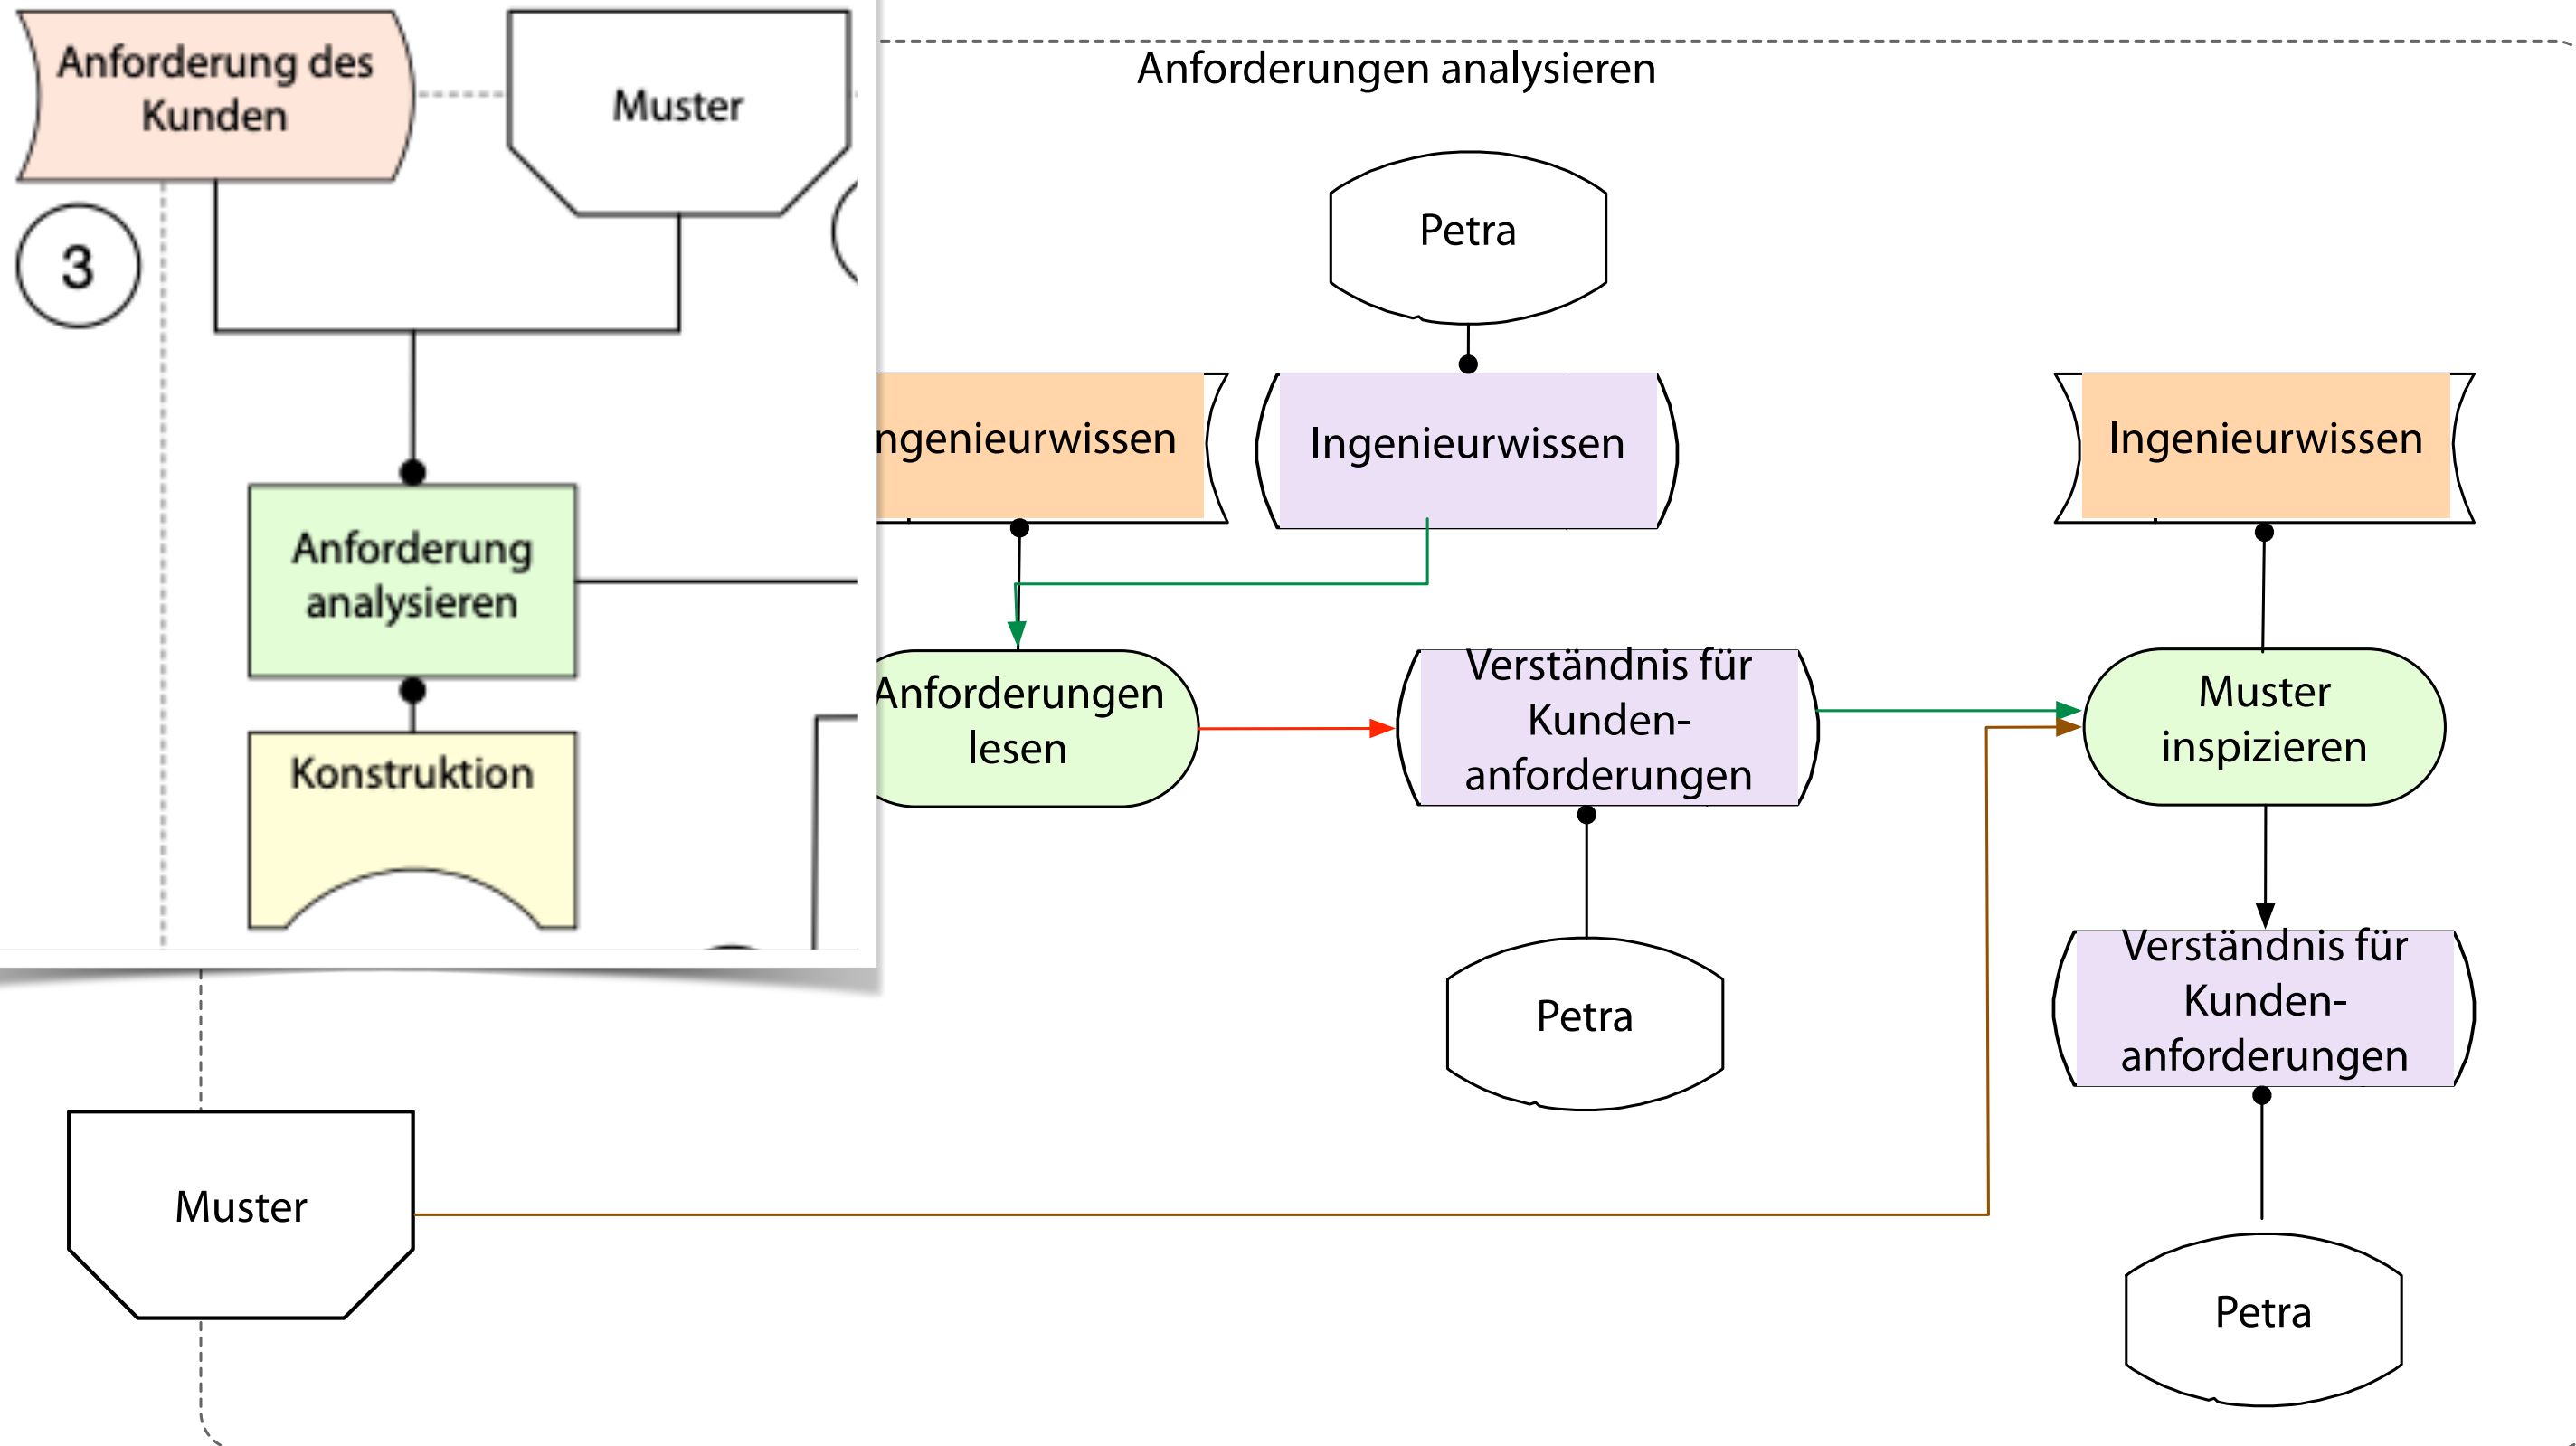 Anforderung des
Kunden
Muster
3
Anforderung
analysieren
Konstruktion
Anforderungen analysieren
Petra
ngenieurwissen
Ingenieurwissen
Ingenieurwissen
Anforderungen
lesen
Verständnis für
Kunden-
anforderungen
Muster
inspizieren
Petra
Verständnis für
Kunden-
anforderungen
Muster
Petra